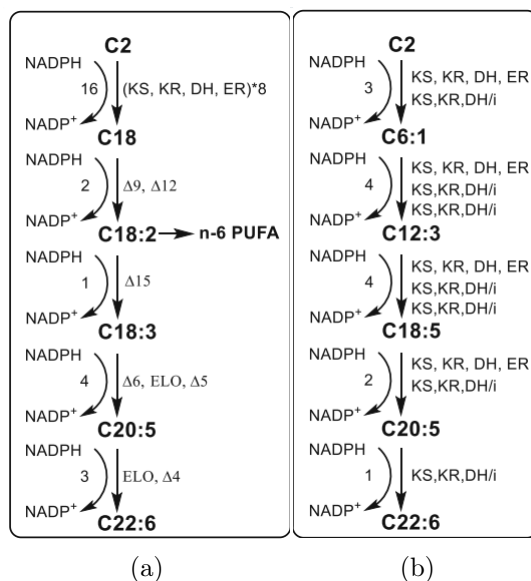 C2
NADPH
16
(KS, KR, DH, ER)*8
NADP+
C18
NADPH
2
Δ9, Δ12
NADP+
C18:2
n-6 PUFA
NADPH
1
Δ15
NADP+
C18:3
NADPH
4
Δ6, ELO, Δ5
NADP+
C20:5
NADPH
3
ELO, Δ4
NADP+
C22:6
(a)
C2
NADPH
3
KS, KR, DH, ER
KS,KR,DH/i
NADP+
C6:1
NADPH
4
KS, KR, DH, ER
KS,KR,DH/i
KS,KR,DH/i
NADP+
C12:3
NADPH
4
KS, KR, DH, ER
KS,KR,DH/i
KS,KR,DH/i
NADP+
C18:5
NADPH
2
KS, KR, DH, ER
KS,KR,DH/i
NADP+
C20:5
NADPH
1
KS,KR,DH/i
NADP+
C22:6
(b)